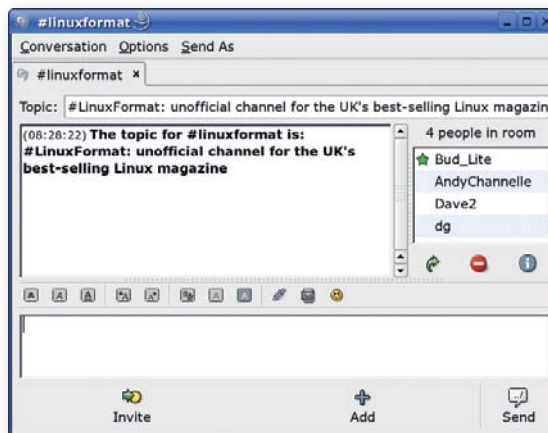 #linuxformat
Conversation Options Send As
#linuxformat
Topic: #LinuxFormat: unofficial channel for the UK's best-selling Linux magazin
(08:28:22) The topic for #linuxformat is:
#LinuxFormat: unofficial channel for the UK's
best-selling Linux magazine
4 people in room
Bud_Lite
AndyChannelle
Dave2
dg
Invite
Add
Send